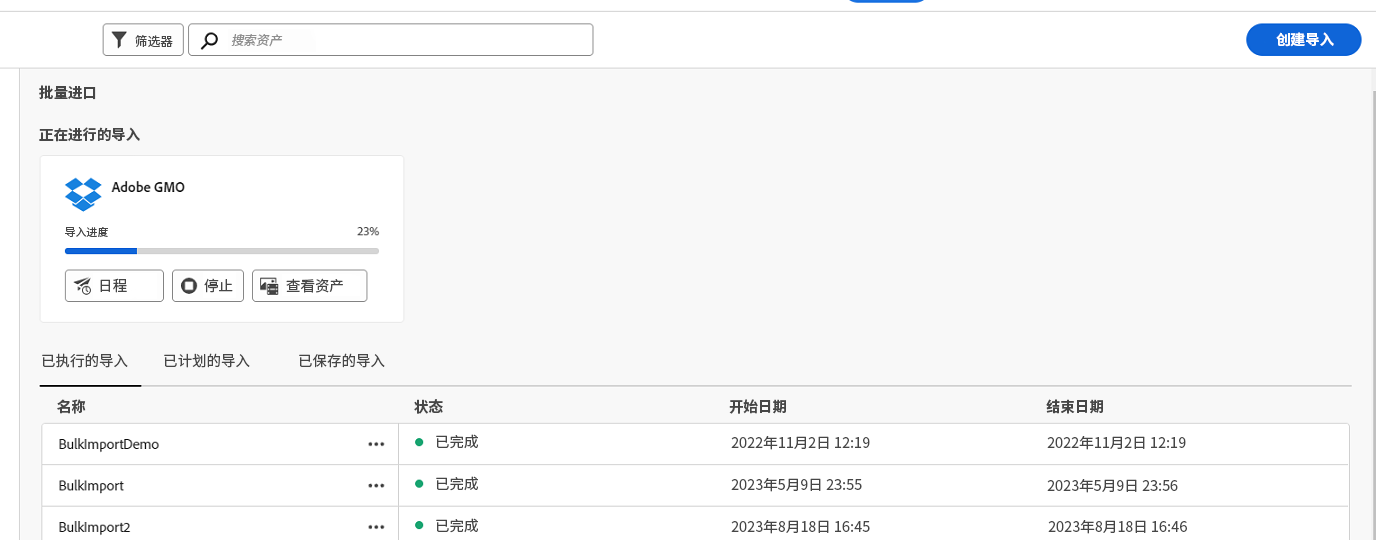 筛选器 搜索资产 创建导入
批量进口
正在进行的导入
Adobe GMO
导入进度 23%
日程 停止 查看资产
已执行的导入 已计划的导入 已保存的导入
名称 状态 开始日期 结束日期
BulkImportDemo ••• 已完成 2022年11月2日 12:19 2022年11月2日 12:19
BulkImport ••• 已完成 2023年5月9日 23:55 2023年5月9日 23:56
BulkImport2 ••• 已完成 2023年8月18日 16:45 2023年8月18日 16:46